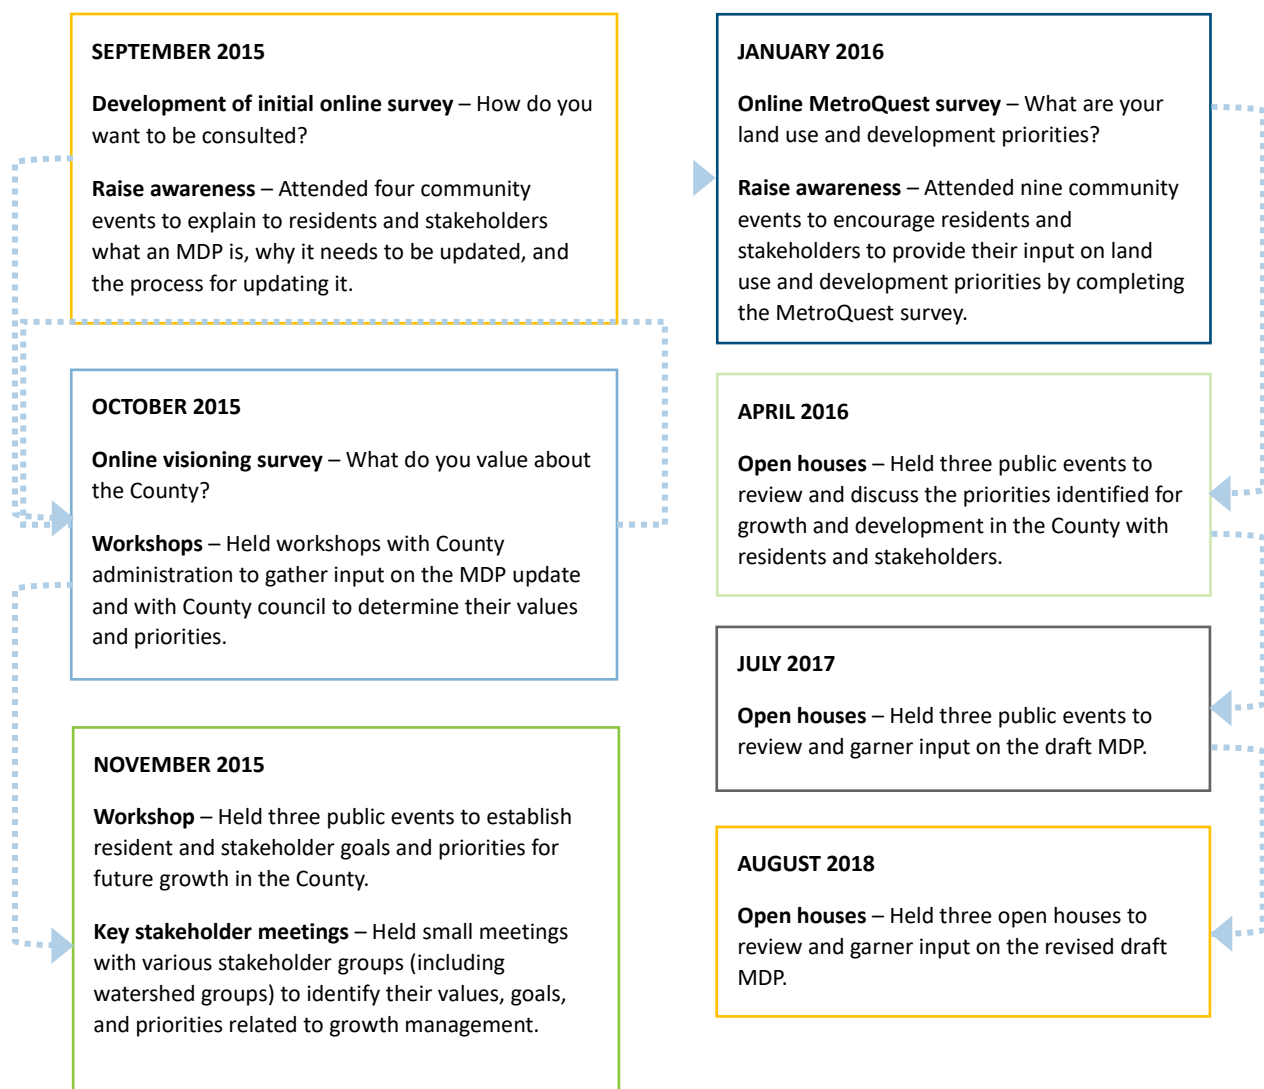 SEPTEMBER 2015
Development of initial online survey – How do you
want to be consulted?
Raise awareness – Attended four community
events to explain to residents and stakeholders
what an MDP is, why it needs to be updated, and
the process for updating it.
OCTOBER 2015
Online visioning survey – What do you value about
the County?
Workshops – Held workshops with County
administration to gather input on the MDP update
and with County council to determine their values
and priorities.
NOVEMBER 2015
Workshop – Held three public events to establish
resident and stakeholder goals and priorities for
future growth in the County.
Key stakeholder meetings – Held small meetings
with various stakeholder groups (including
watershed groups) to identify their values, goals,
and priorities related to growth management.
JANUARY 2016
Online MetroQuest survey – What are your
land use and development priorities?
Raise awareness – Attended nine community
events to encourage residents and
stakeholders to provide their input on land
use and development priorities by completing
the MetroQuest survey.
APRIL 2016
Open houses – Held three public events to
review and discuss the priorities identified for
growth and development in the County with
residents and stakeholders.
JULY 2017
Open houses – Held three public events to
review and garner input on the draft MDP.
AUGUST 2018
Open houses – Held three open houses to
review and garner input on the revised draft
MDP.